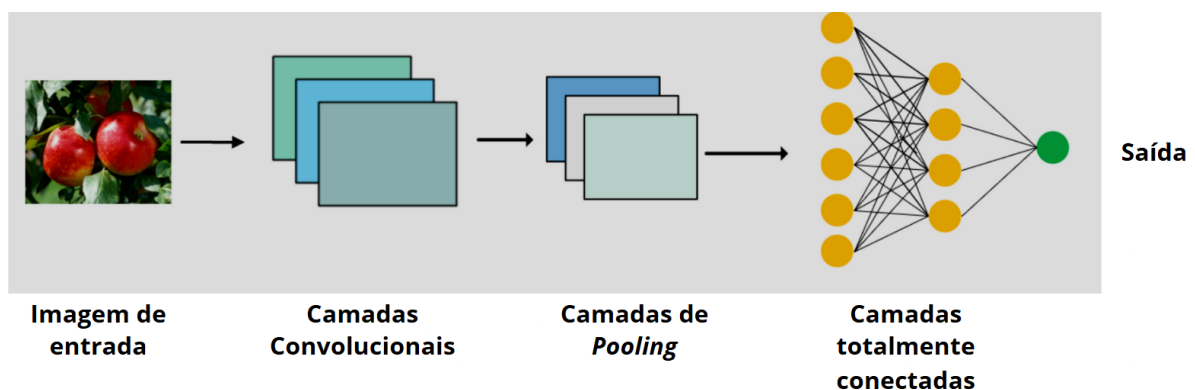 Saída
Imagem de
entrada
Camadas
Convolucionais
Camadas de
Pooling
Camadas
totalmente
conectadas